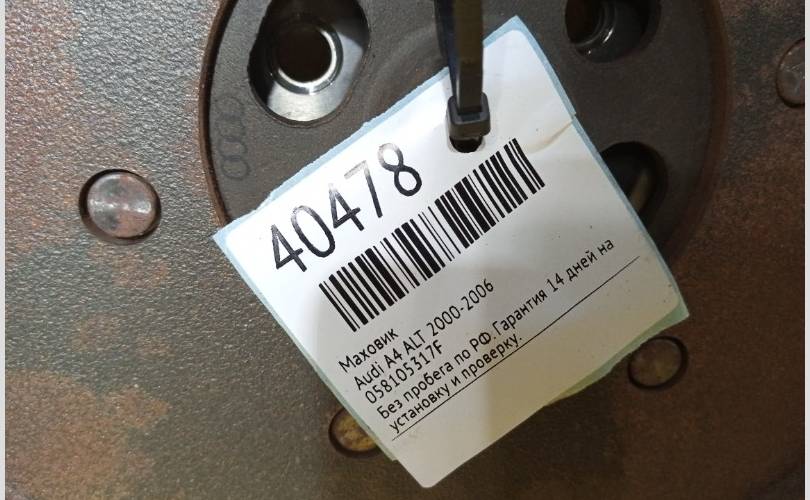 40478
Маховик
Audi A4 ALT 2000-2006
058105317F
Без пробега по РФ.Гарантия 14 дней на
установку и проверку.